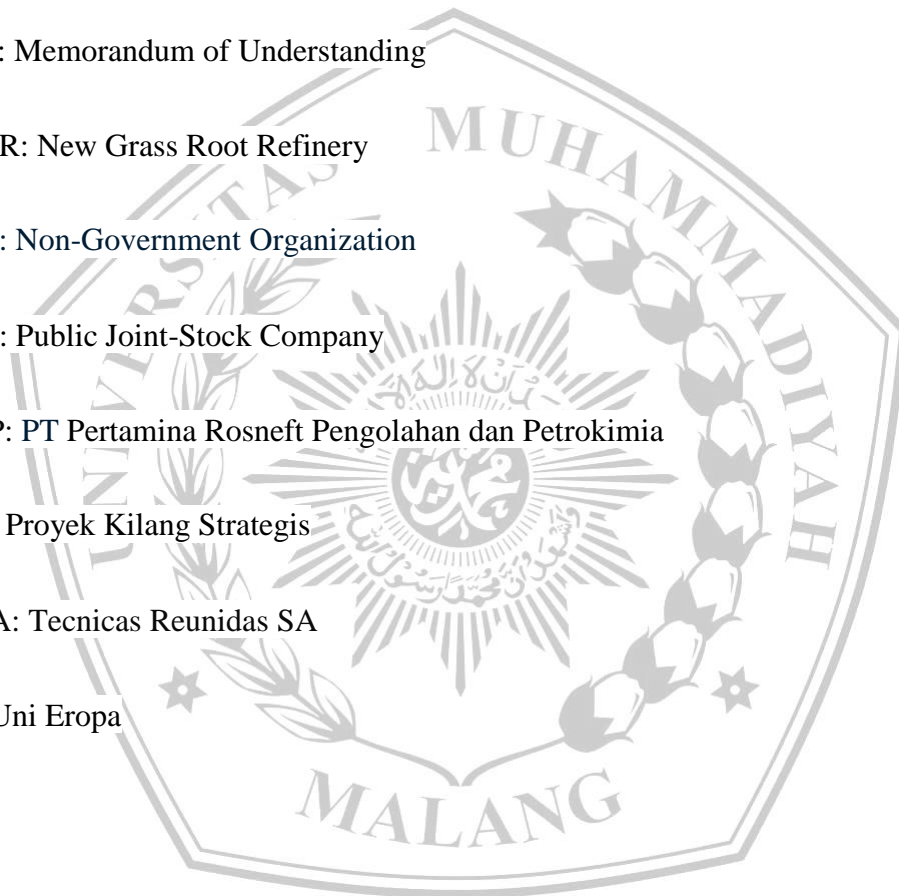 : Memorandum of Understanding
R: New Grass Root Refinery
: Non-Government Organization
: Public Joint-Stock Company
P: PT Pertamina Rosneft Pengolahan dan Petrokimia
Proyek Kilang Strategis
A: Tecnicas Reunidas SA
Uni Eropa
UNIVERSITAS MUHAMMADIYAH
MALANG